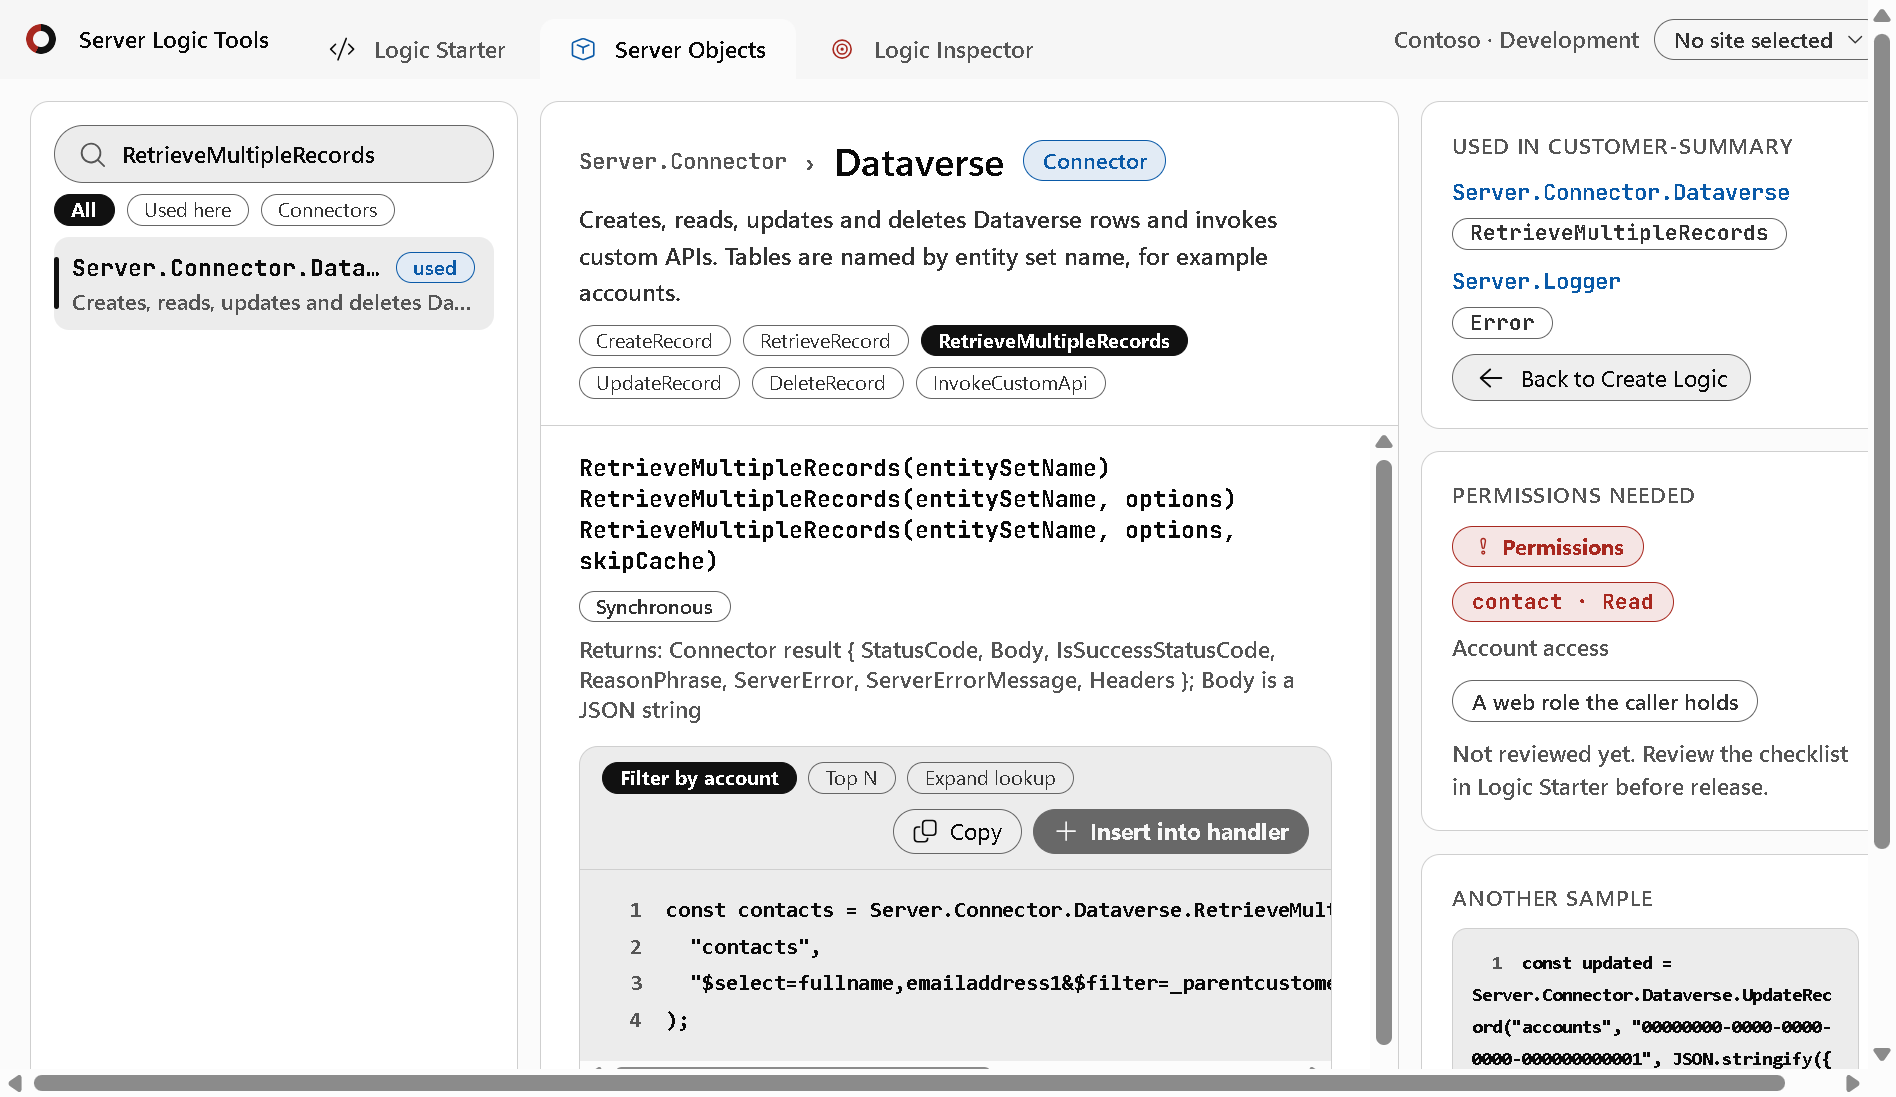 Server Logic Tools
Logic Starter
Server Objects
Logic Inspector
Contoso · Development
No site selected
RetrieveMultipleRecords
All
Used here
Connectors
Server.Connector.Data...
used
Creates, reads, updates and deletes Da...
Server.Connector › Dataverse
Connector
Creates, reads, updates and deletes Dataverse rows and invokes
custom APIs. Tables are named by entity set name, for example
accounts.
CreateRecord
RetrieveRecord
RetrieveMultipleRecords
UpdateRecord
DeleteRecord
InvokeCustomApi
RetrieveMultipleRecords(entitySetName)
RetrieveMultipleRecords(entitySetName, options)
RetrieveMultipleRecords(entitySetName, options,
skipCache)
Synchronous
Returns: Connector result { StatusCode, Body, IsSuccessStatusCode,
ReasonPhrase, ServerError, ServerErrorMessage, Headers }; Body is a
JSON string
Filter by account
Top N
Expand lookup
Copy
Insert into handler
1 const contacts = Server.Connector.Dataverse.RetrieveMult
2 "contacts",
3 "$select=fullname,emailaddress1&$filter=_parentcustome
4 );
USED IN CUSTOMER-SUMMARY
Server.Connector.Dataverse
RetrieveMultipleRecords
Server.Logger
Error
Back to Create Logic
PERMISSIONS NEEDED
! Permissions
contact · Read
Account access
A web role the caller holds
Not reviewed yet. Review the checklist
in Logic Starter before release.
ANOTHER SAMPLE
1 const updated =
Server.Connector.Dataverse.UpdateRec
ord("accounts", "00000000-0000-0000-
0000-000000000001", JSON.stringify({